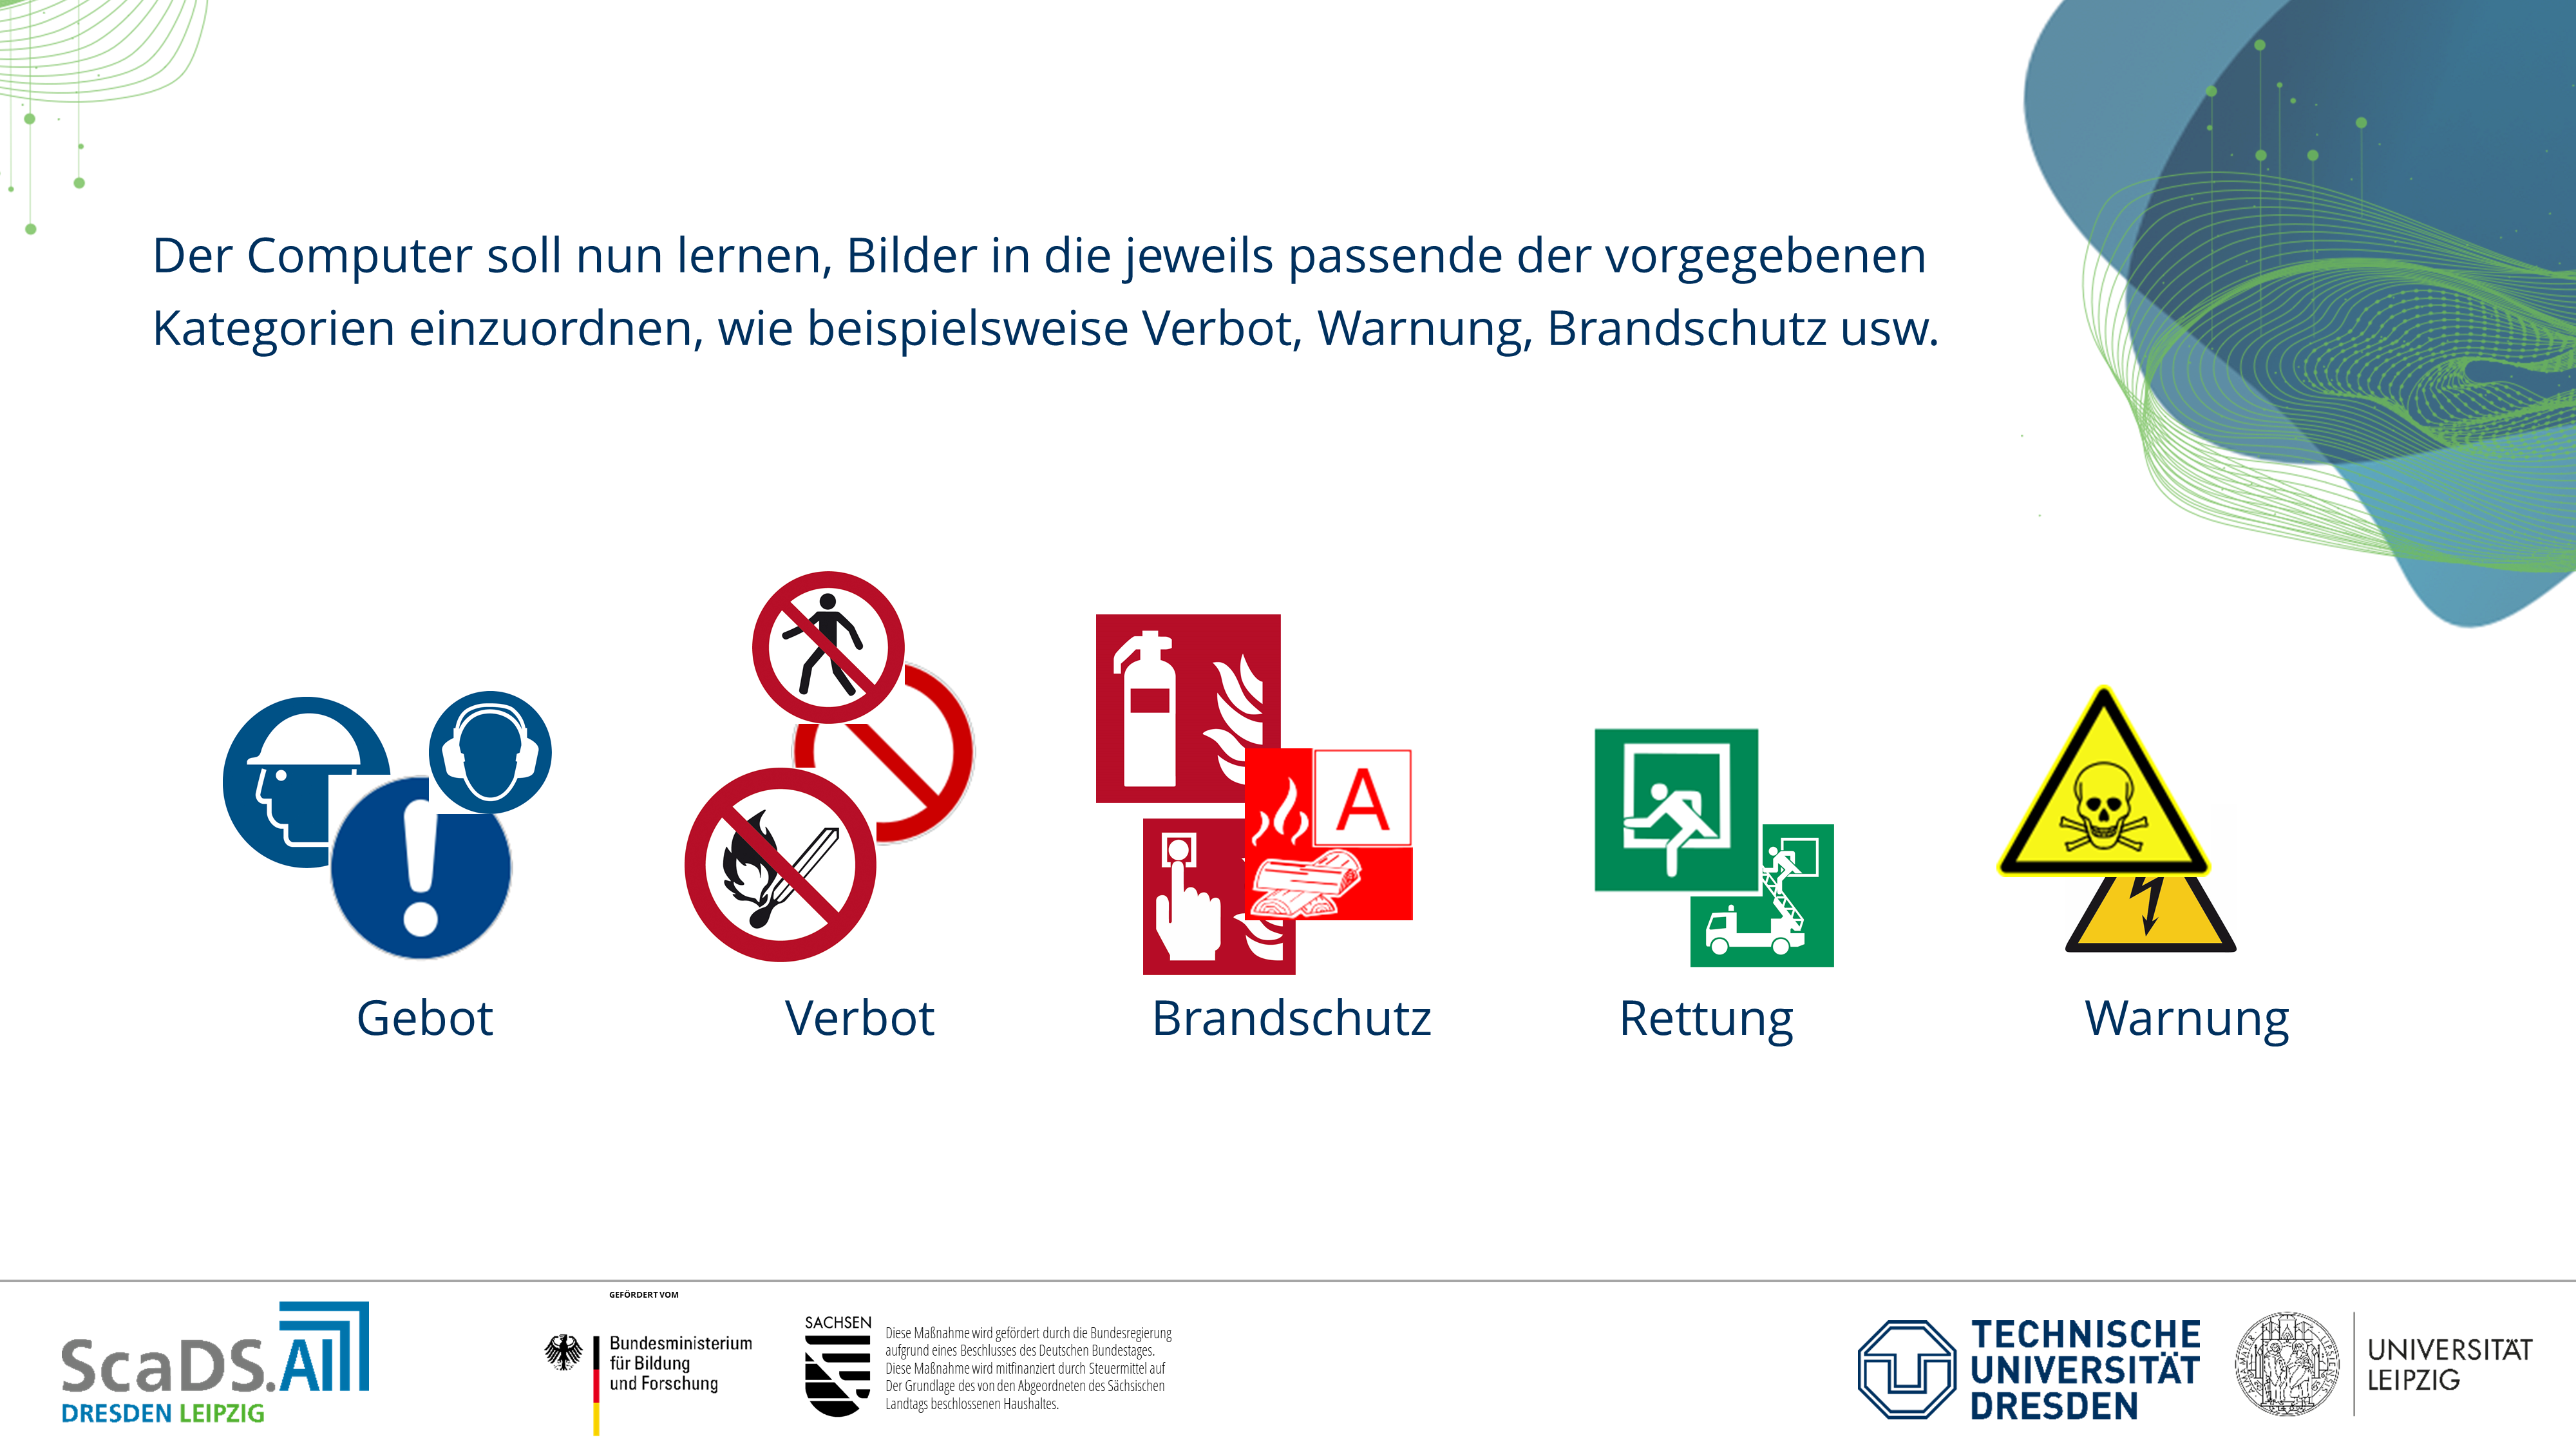 Der Computer soll nun lernen, Bilder in die jeweils passende der vorgegebenen
Kategorien einzuordnen, wie beispielsweise Verbot, Warnung, Brandschutz usw.
A
Gebot
Verbot
Brandschutz
Rettung
Warnung
ScaDS.AI
DRESDEN LEIPZIG
GEFÖRDERT VOM
Bundesministerium
für Bildung
und Forschung
SACHSEN
Diese Maßnahme wird gefördert durch die Bundesregierung
aufgrund eines Beschlusses des Deutschen Bundestages.
Diese Maßnahme wird mitfinanziert durch Steuermittel auf
Der Grundlage des von den Abgeordneten des Sächsischen
Landtags beschlossenen Haushaltes.
TECHNISCHE
UNIVERSITÄT
DRESDEN
UNIVERSITÄT
LEIPZIG